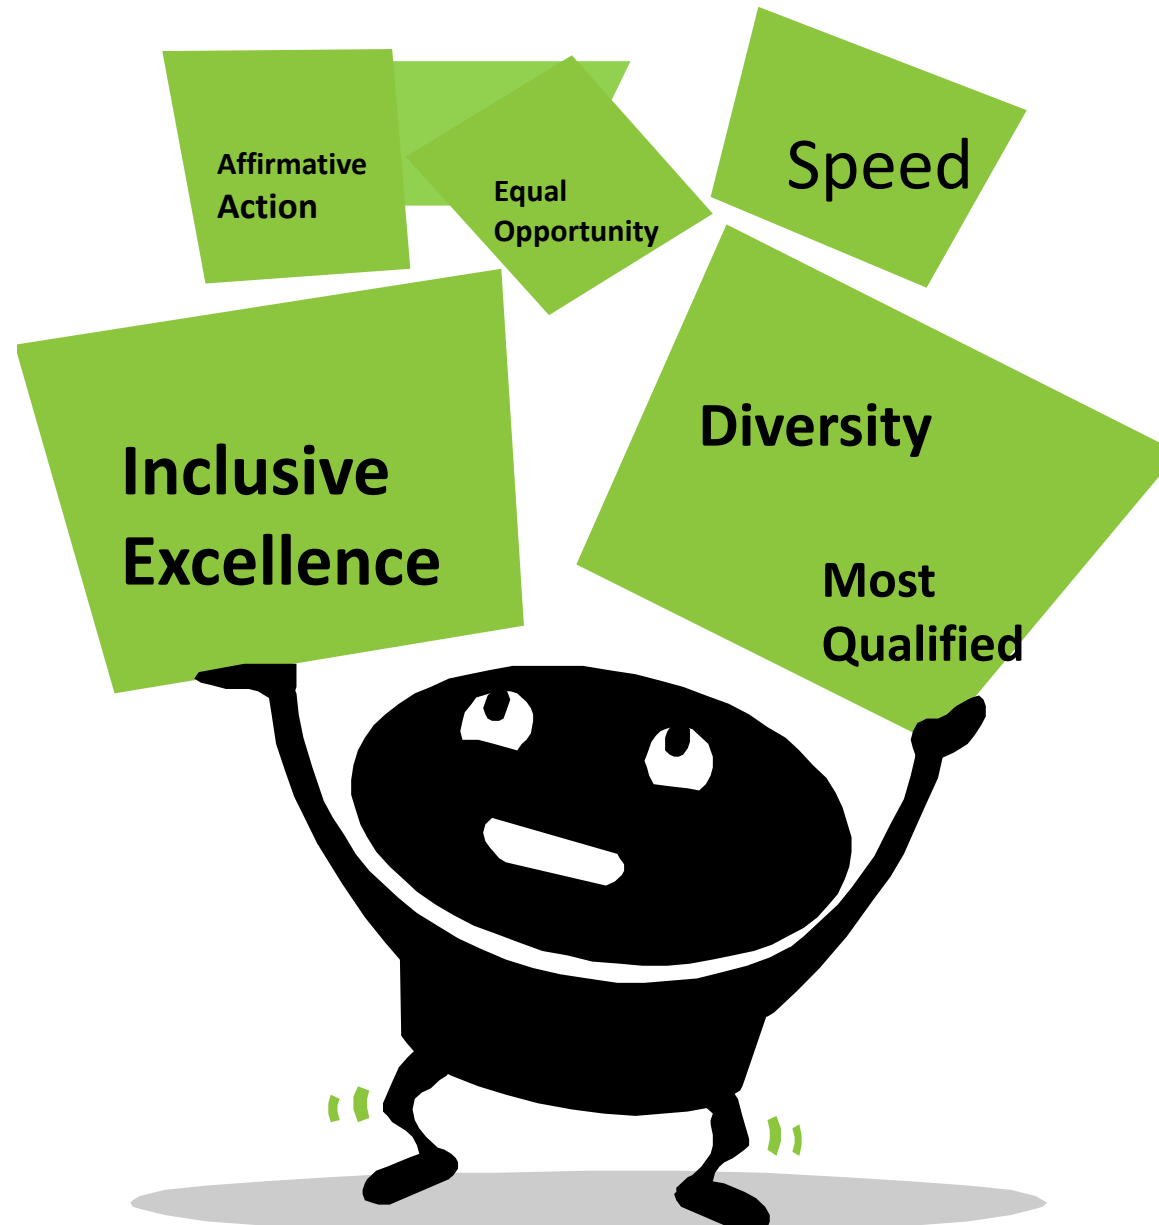 Affirmative
Action
Equal
Opportunity
Speed
Inclusive
Excellence
Diversity
Most
Qualified